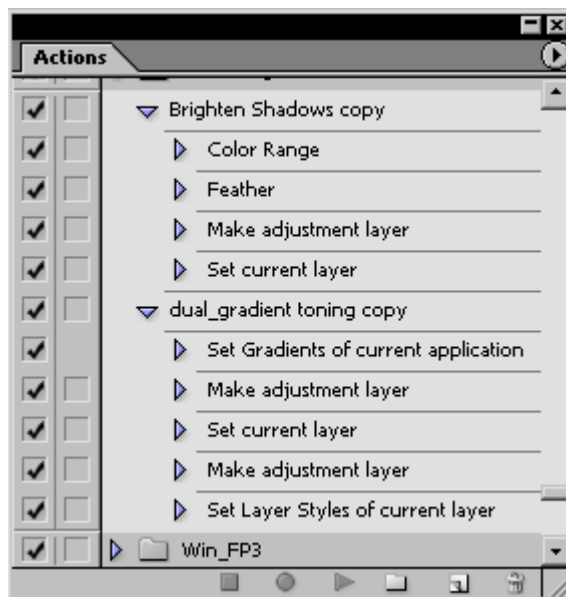 Actions
Brighten Shadows copy
Color Range
Feather
Make adjustment layer
Set current layer
dual_gradient toning copy
Set Gradients of current application
Make adjustment layer
Set current layer
Make adjustment layer
Set Layer Styles of current layer
Win_FP3